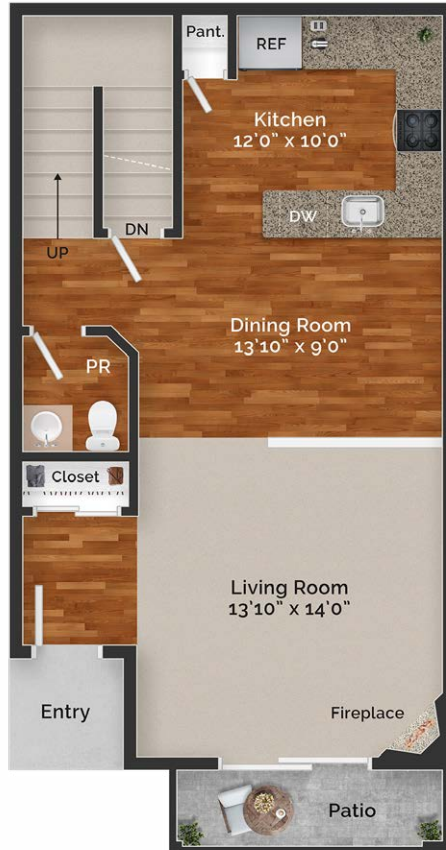 Pant.
REF
Kitchen
12'0" x 10'0"
DW
DN
UP
Dining Room
13'10" x 9'0"
PR
Closet
Living Room
13'10" x 14'0"
Entry
Fireplace
Patio